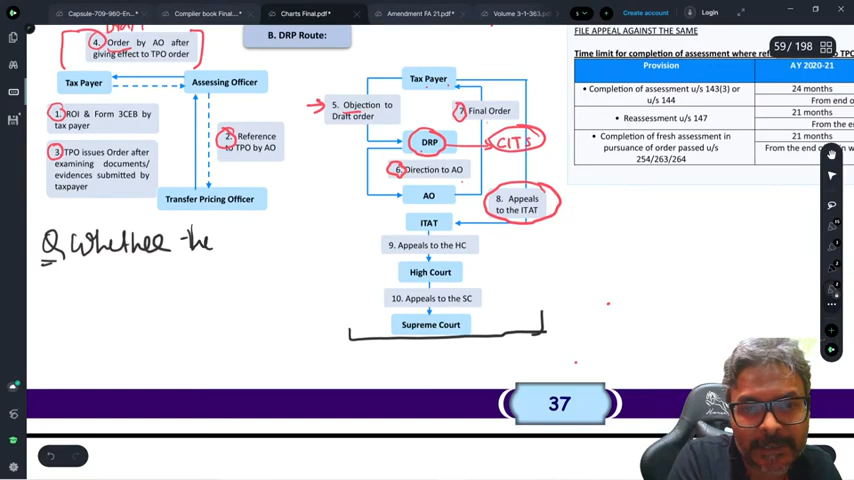 Capsule-709-960-En...
Compiler book Final....*
Charts Final.pdf*
Amendment FA 21.pdf*
Volume 3-1-363.
Create Online
Login
DRAFT
4. Order by AO after
giving effect to TPO order
Tax Payer
Assessing Officer
1. ROI & Form 3CEB by
tax payer
2. Reference
to TPO by AO
3. TPO issues Order after
examining documents/
evidences submitted by
taxpayer
Transfer Pricing Officer
Q, Whether the
B. DRP Route:
Tax Payer
5. Objection to
Draft order
7. Final Order
DRP
CITS
6. Direction to AO
AO
8. Appeals
to the ITAT
ITAT
9. Appeals to the HC
High Court
10. Appeals to the SC
Supreme Court
FILE APPEAL AGAINST THE SAME
59 / 198
Time limit for completion of assessment where
Provision
AY 2020-21
• Completion of assessment u/s 143(3) or
u/s 144
24 months
From end o
• Reassessment u/s 147
21 months
From the en
• Completion of fresh assessment in
pursuance of order passed u/s
254/263/264
21 months
From the end
37